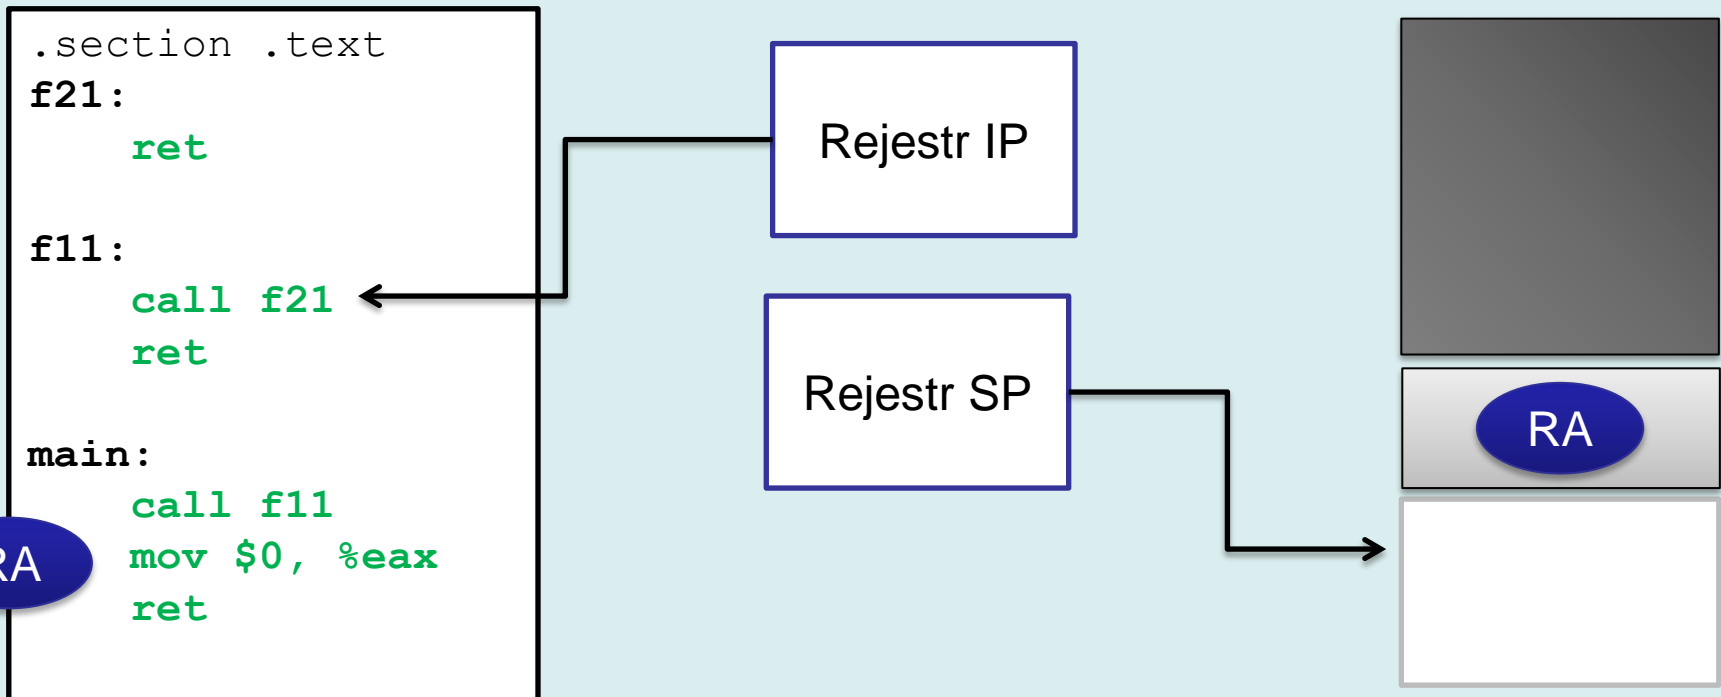 .section .text
f21:
ret
f11:
call f21
ret
main:
call f11
mov $0, %eax
ret
RA
Rejestr IP
Rejestr SP
RA